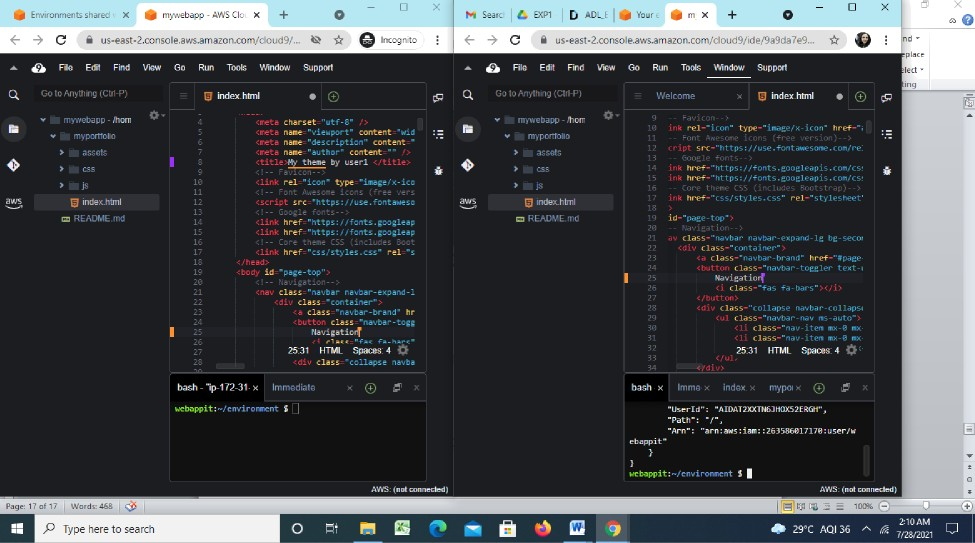 Environments shared w
mywebapp - AWS Clou
us-east-2.console.aws.amazon.com/cloud9/...
Incognito
File Edit Find View Go Run Tools Window Support
Go to Anything (Ctrl-P)
mywebapp - /hom
myportfolio
assets
css
js
index.html
README.md
aws
index.html
4 <meta charset="utf-8" />
5 <meta name="viewport" content="wid
6 <meta name="description" content="
7 <meta name="author" content="" />
8 <title>My theme by user1 </title>
9 <!-- Favicon-->
10 <link rel="icon" type="image/x-ico
11 <!-- Font Awesome icons (free vers
12 <script src="https://use.fontaweso
13 <!-- Google fonts-->
14 <link href="https://fonts.googleap
15 <link href="https://fonts.googleap
16 <!-- Core theme CSS (includes Boot
17 <link href="css/styles.css" rel="s
18 </head>
19 <body id="page-top">
20 <!-- Navigation-->
21 <nav class="navbar navbar-expand-l
22 <div class="container">
23 <a class="navbar-brand" hr
24 <button class="navbar-togg
25 Navigation
26 <i class="fas fa-bars"
27
28 <div class="collapse navba
25:31 HTML Spaces: 4
bash - "ip-172-31-
Immediate
webappit:~/environment $
AWS: (not connected)
Searc
EXP1
ADL_E
Your e
my
us-east-2.console.aws.amazon.com/cloud9/ide/9a9da7e9...
File Edit Find View Go Run Tools Window Support
Go to Anything (Ctrl-P)
mywebapp - /hom
myportfolio
assets
css
js
index.html
README.md
aws
Welcome
index.html
9 -- Favicon-->
10 ink rel="icon" type="image/x-icon" href="
11 -- Font Awesome icons (free version)-->
12 cript src="https://use.fontawesome.com/re
13 -- Google fonts-->
14 ink href="https://fonts.googleapis.com/css
15 ink href="https://fonts.googleapis.com/css
16 -- Core theme CSS (includes Bootstrap)-->
17 ink href="css/styles.css" rel="stylesheet"
18 >
19 id="page-top">
20 -- Navigation-->
21 av class="navbar navbar-expand-lg bg-secon
22 <div class="container">
23 <a class="navbar-brand" href="#page-
24 <button class="navbar-toggler text-u
25 Navigation
26 <i class="fas fa-bars"></i>
27 </button>
28 <div class="collapse navbar-collapse
29 <ul class="navbar-nav ms-auto">
30 <li class="nav-item mx-0 mx-
31 <li class="nav-item mx-0 mx-
32
33 </ul>
34 </div>
25:31 HTML Spaces: 4
bash
Imme
index
mypo
"UserId": "AIDAT2XXTN6JHOX52ERGH",
"Path": "/",
"Arn": "arn:aws:iam::263586017170:user/w
ebappit"
}
}
webappit:~/environment $
AWS: (not connected)
nd
eplace
elect
ting
Page: 17 of 17 Words: 468
100%
Type here to search
29°C AQI 36
2:10 AM
7/28/2021